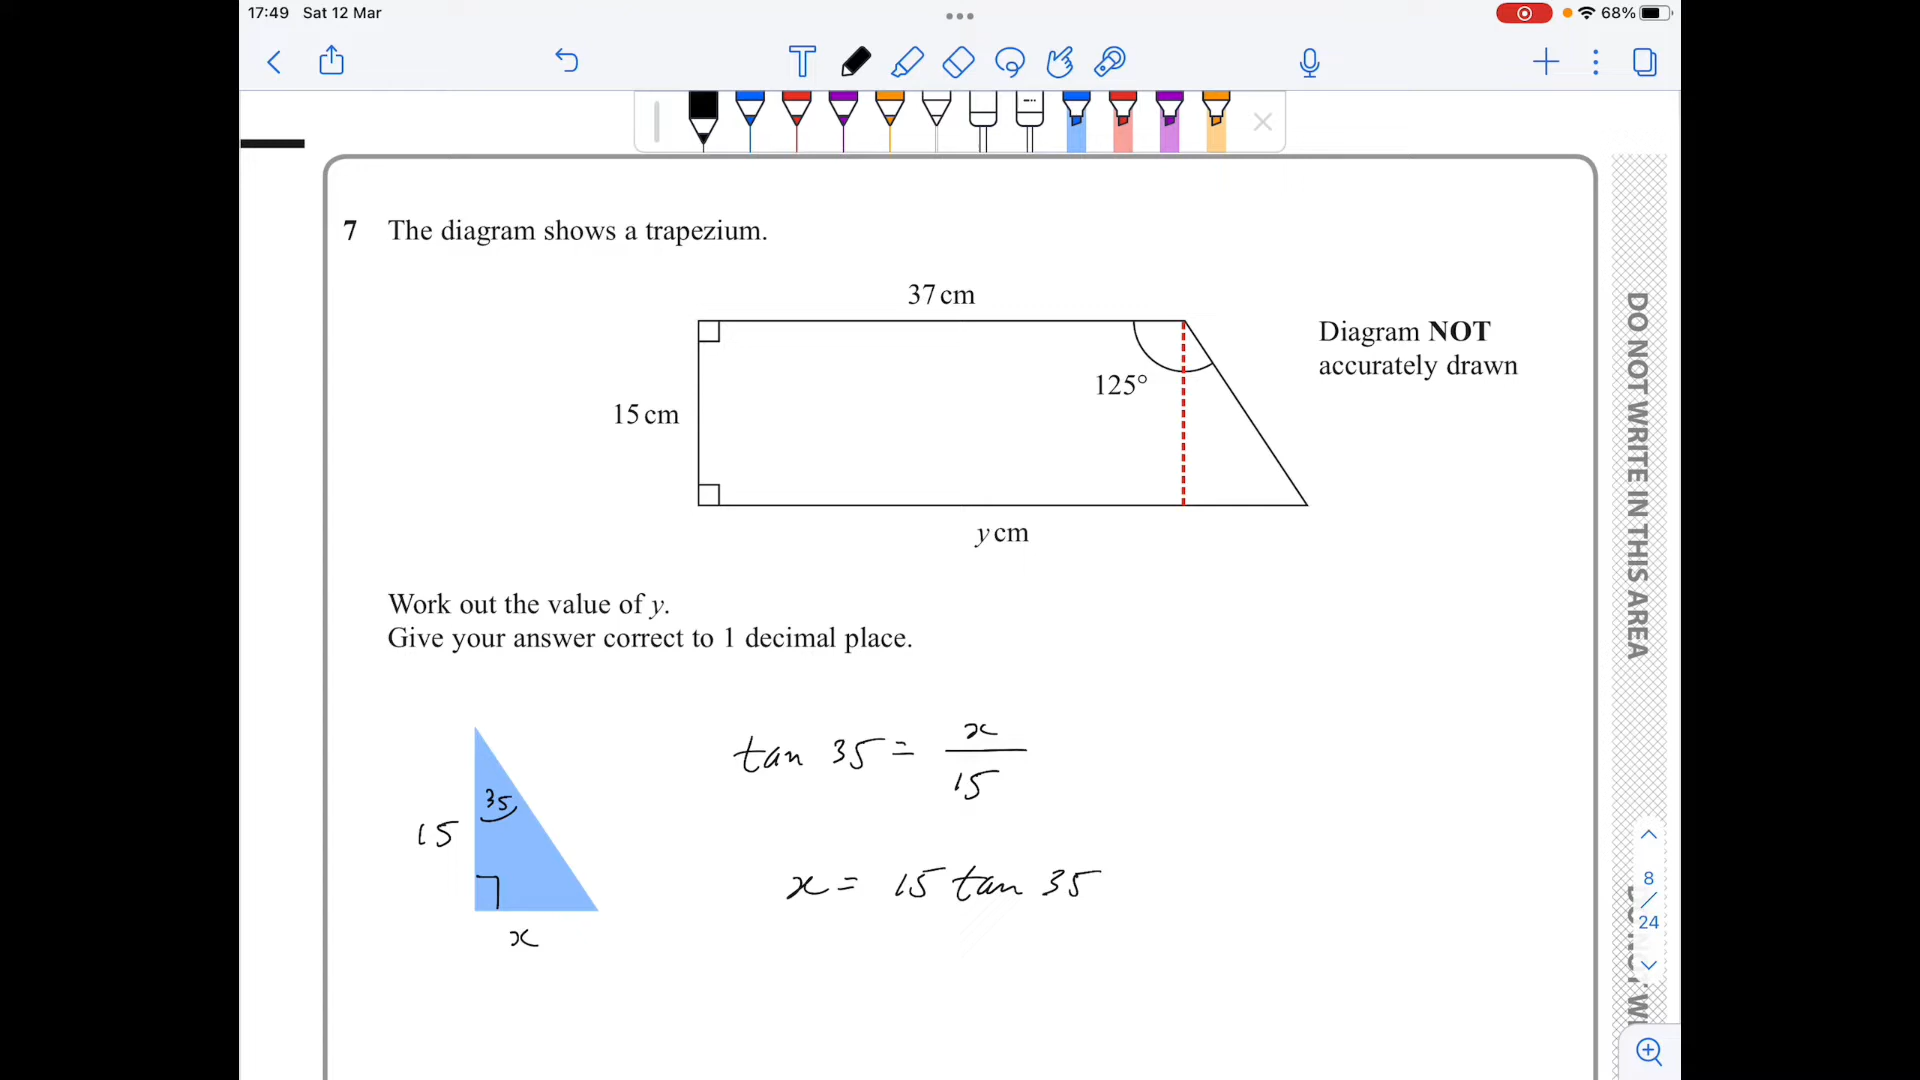 17:49 Sat 12 Mar
68%
7 The diagram shows a trapezium.
37 cm
Diagram NOT
accurately drawn
125°
15 cm
y cm
Work out the value of y.
Give your answer correct to 1 decimal place.
tan 35 = x/15
35
15
x = 15 tan 35
x
DO NOT WRITE IN THIS AREA
8
/
24